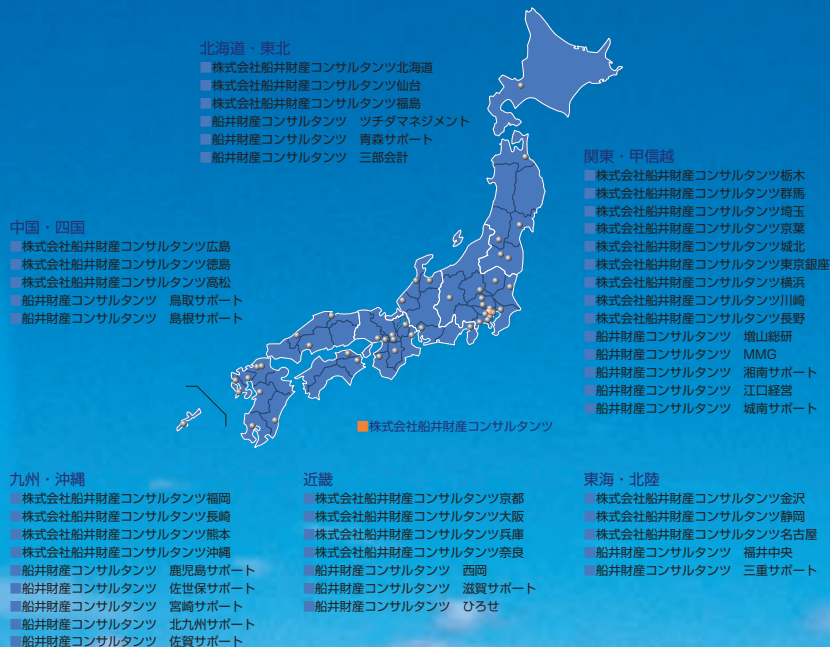 北海道・東北
■株式会社船井財産コンサルタンツ北海道
■株式会社船井財産コンサルタンツ仙台
■株式会社船井財産コンサルタンツ福島
■船井財産コンサルタンツ　ツチダマネジメント
■船井財産コンサルタンツ　青森サポート
■船井財産コンサルタンツ　三部会計
関東・甲信越
■株式会社船井財産コンサルタンツ栃木
■株式会社船井財産コンサルタンツ群馬
■株式会社船井財産コンサルタンツ埼玉
■株式会社船井財産コンサルタンツ京葉
■株式会社船井財産コンサルタンツ城北
■株式会社船井財産コンサルタンツ東京銀座
■株式会社船井財産コンサルタンツ横浜
■株式会社船井財産コンサルタンツ川崎
■株式会社船井財産コンサルタンツ長野
■船井財産コンサルタンツ　増山総研
■船井財産コンサルタンツ　MMG
■船井財産コンサルタンツ　湘南サポート
■船井財産コンサルタンツ　江口経営
■船井財産コンサルタンツ　城南サポート
中国・四国
■株式会社船井財産コンサルタンツ広島
■株式会社船井財産コンサルタンツ徳島
■株式会社船井財産コンサルタンツ高松
■船井財産コンサルタンツ　鳥取サポート
■船井財産コンサルタンツ　島根サポート
■株式会社船井財産コンサルタンツ
九州・沖縄
■株式会社船井財産コンサルタンツ福岡
■株式会社船井財産コンサルタンツ長崎
■株式会社船井財産コンサルタンツ熊本
■株式会社船井財産コンサルタンツ沖縄
■船井財産コンサルタンツ　鹿児島サポート
■船井財産コンサルタンツ　佐世保サポート
■船井財産コンサルタンツ　宮崎サポート
■船井財産コンサルタンツ　北九州サポート
■船井財産コンサルタンツ　佐賀サポート
近畿
■株式会社船井財産コンサルタンツ京都
■株式会社船井財産コンサルタンツ大阪
■株式会社船井財産コンサルタンツ兵庫
■株式会社船井財産コンサルタンツ奈良
■船井財産コンサルタンツ　西岡
■船井財産コンサルタンツ　滋賀サポート
■船井財産コンサルタンツ　ひろせ
東海・北陸
■株式会社船井財産コンサルタンツ金沢
■株式会社船井財産コンサルタンツ静岡
■株式会社船井財産コンサルタンツ名古屋
■船井財産コンサルタンツ　福井中央
■船井財産コンサルタンツ　三重サポート